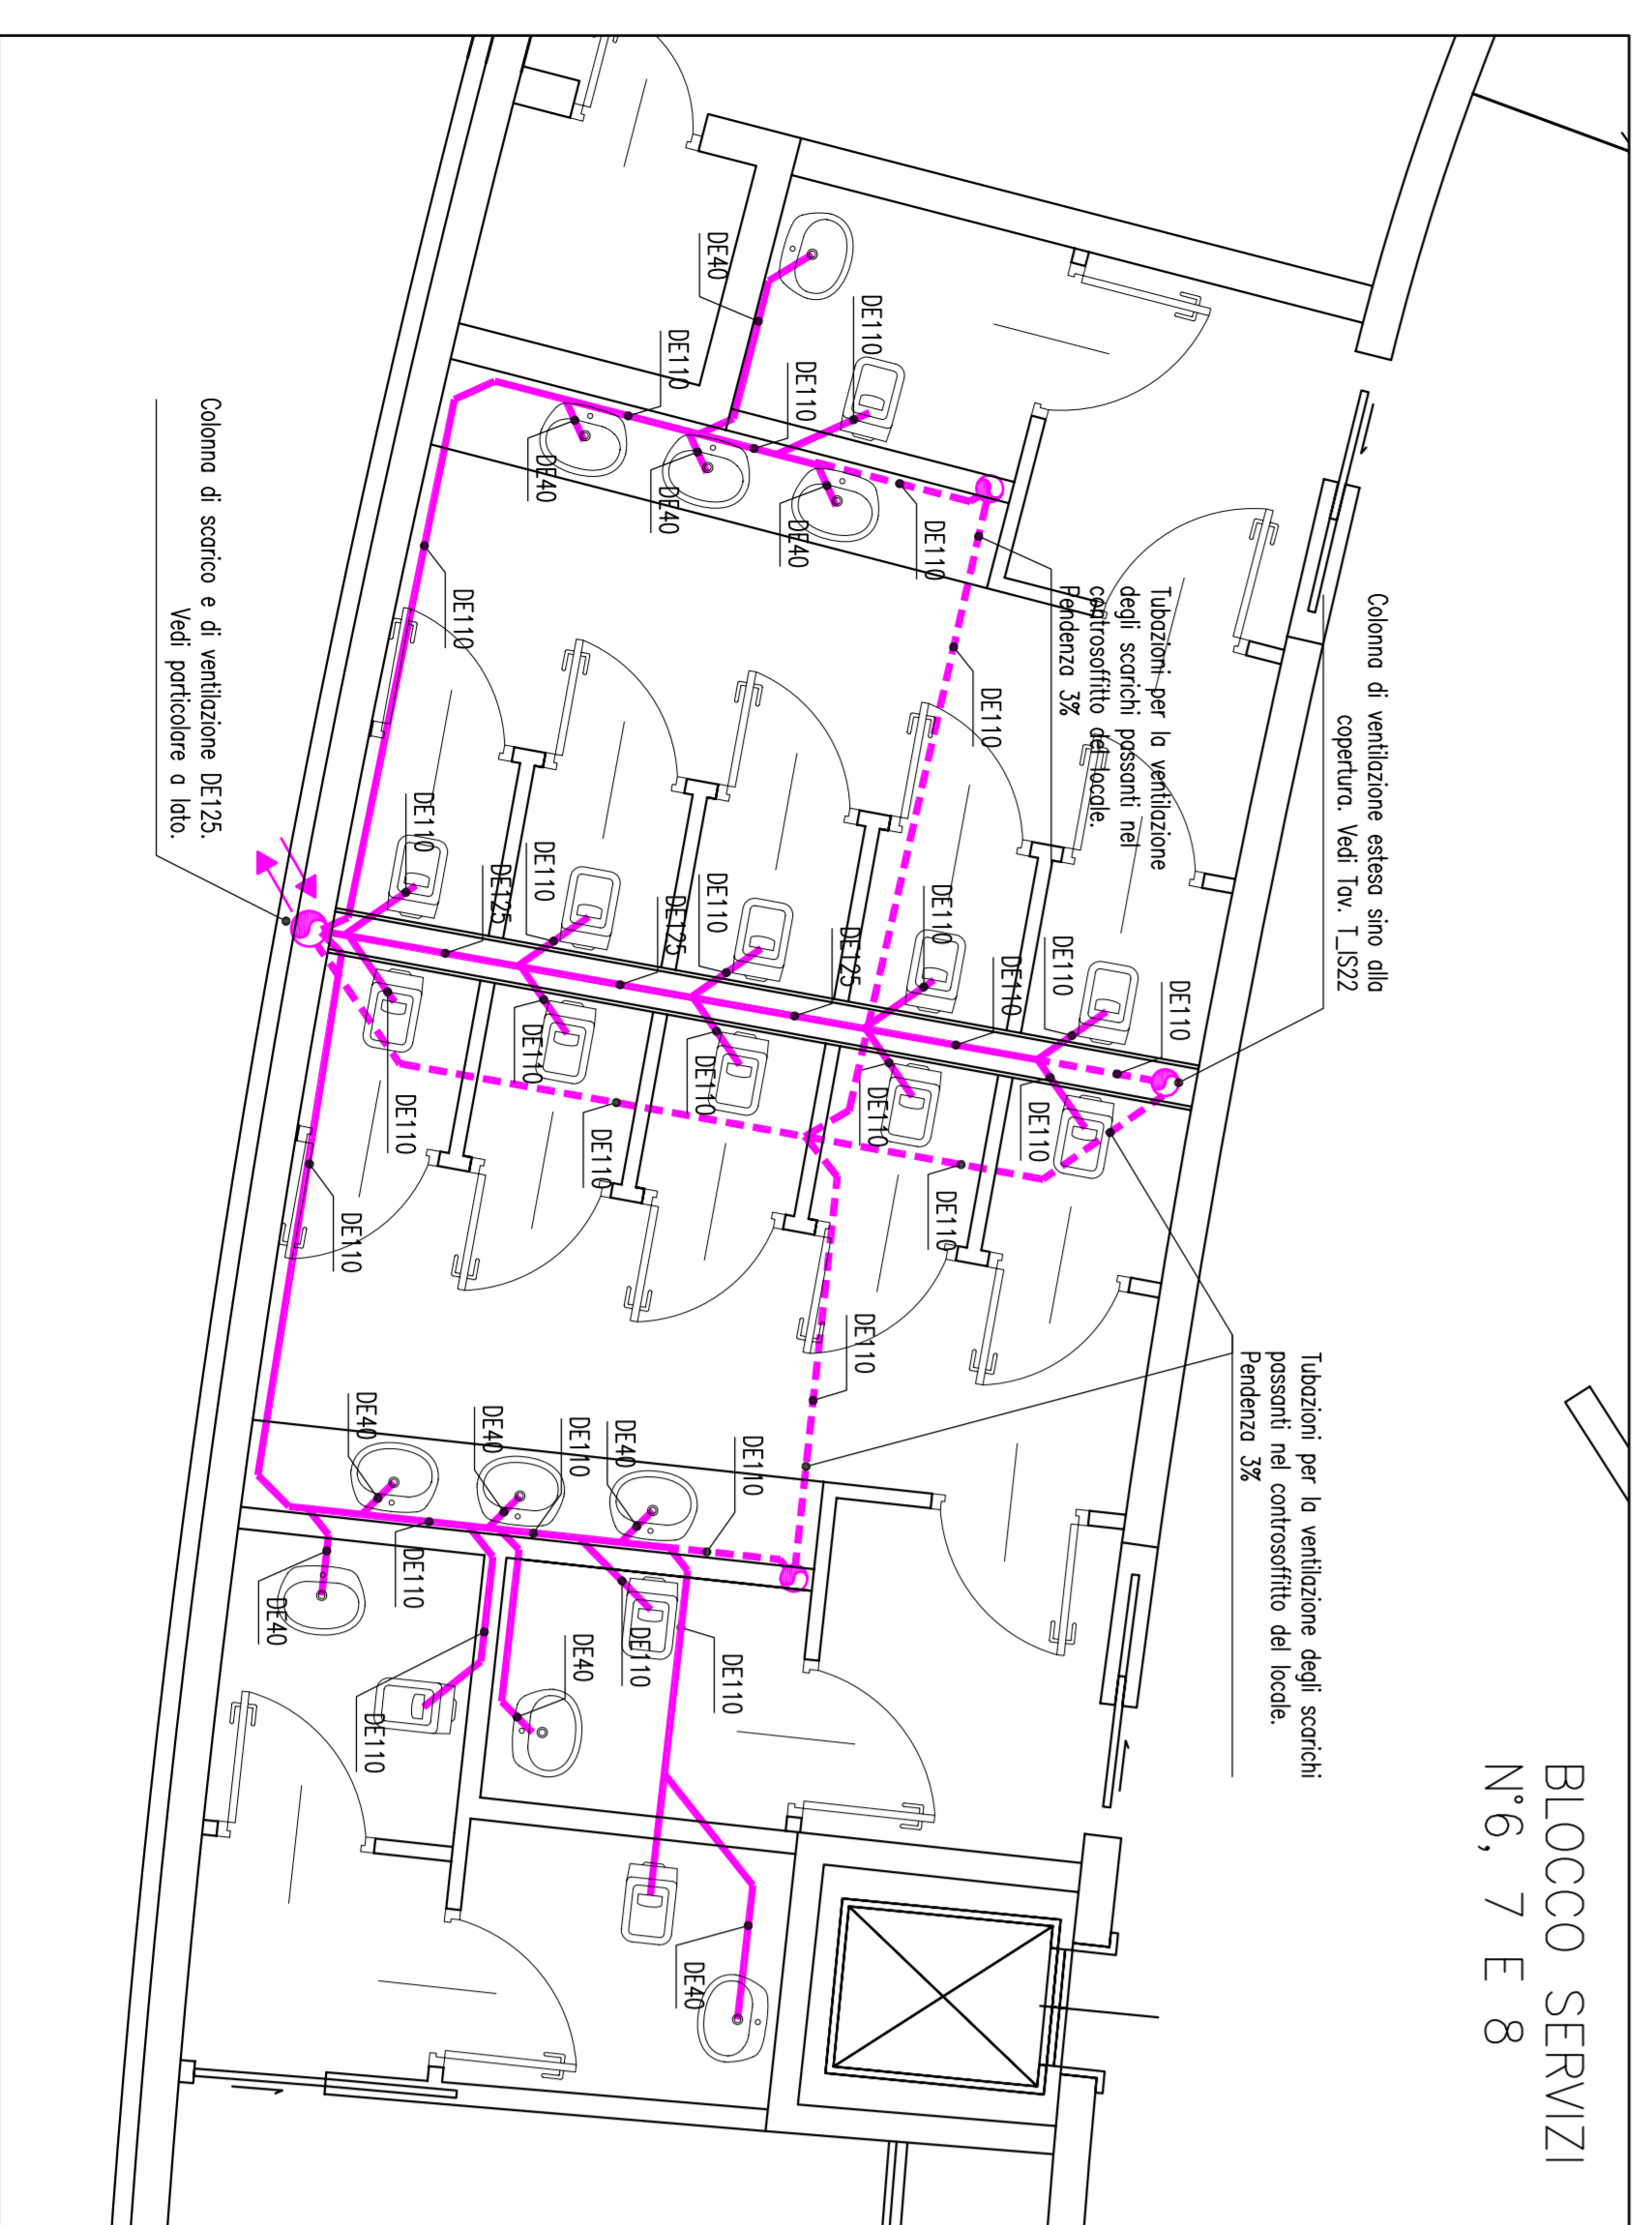 BLOCCO SERVIZI
N°6, 7 E 8
Colonna di ventilazione estesa sino alla
copertura. Vedi Tav. T_IS22
Tubazioni per la ventilazione degli scarichi
passanti nel controsoffitto del locale.
Pendenza 3%
Tubazioni per la ventilazione
degli scarichi passanti nel
controsoffitto del locale.
Pendenza 3%
DE110
DE110
DE110
DE110
DE110
DE110
DE110
DE110
DE110
DE110
DE110
DE125
DE110
DE40
DE110
DE110
DE40
DE110
DE110
DE40
DE110
DE125
DE40
DE110
DE40
DE110
DE40
DE110
DE110
DE40
DE110
DE125
DE40
DE110
DE110
DE110
DE110
DE110
DE40
DE110
DE40
Colonna di scarico e di ventilazione DE125.
Vedi particolare a lato.